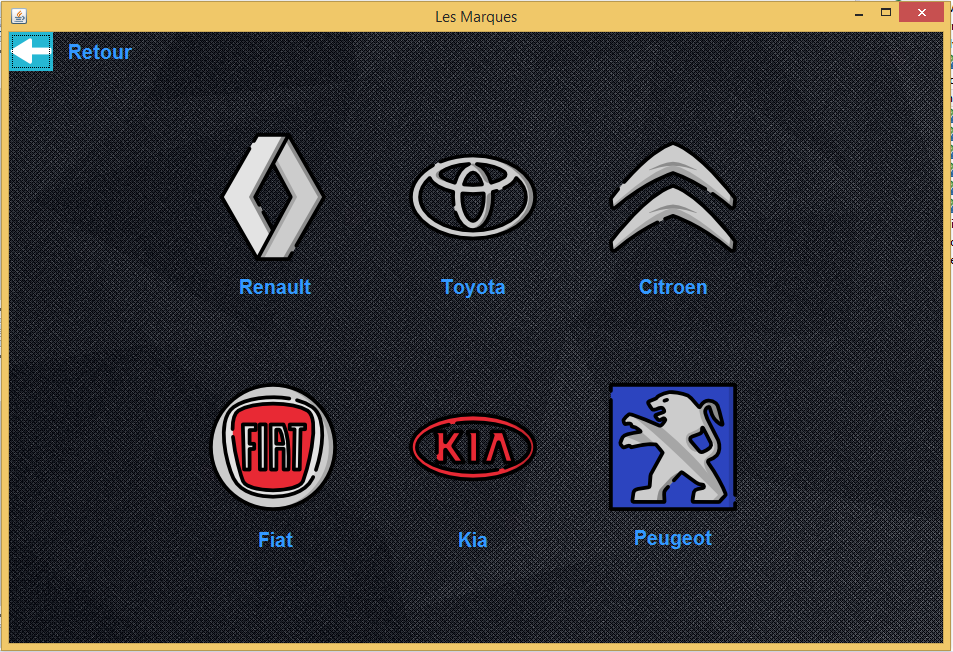 Les Marques
Retour
Renault
Toyota
Citroen
FIAT
KIA
Fiat
Kia
Peugeot